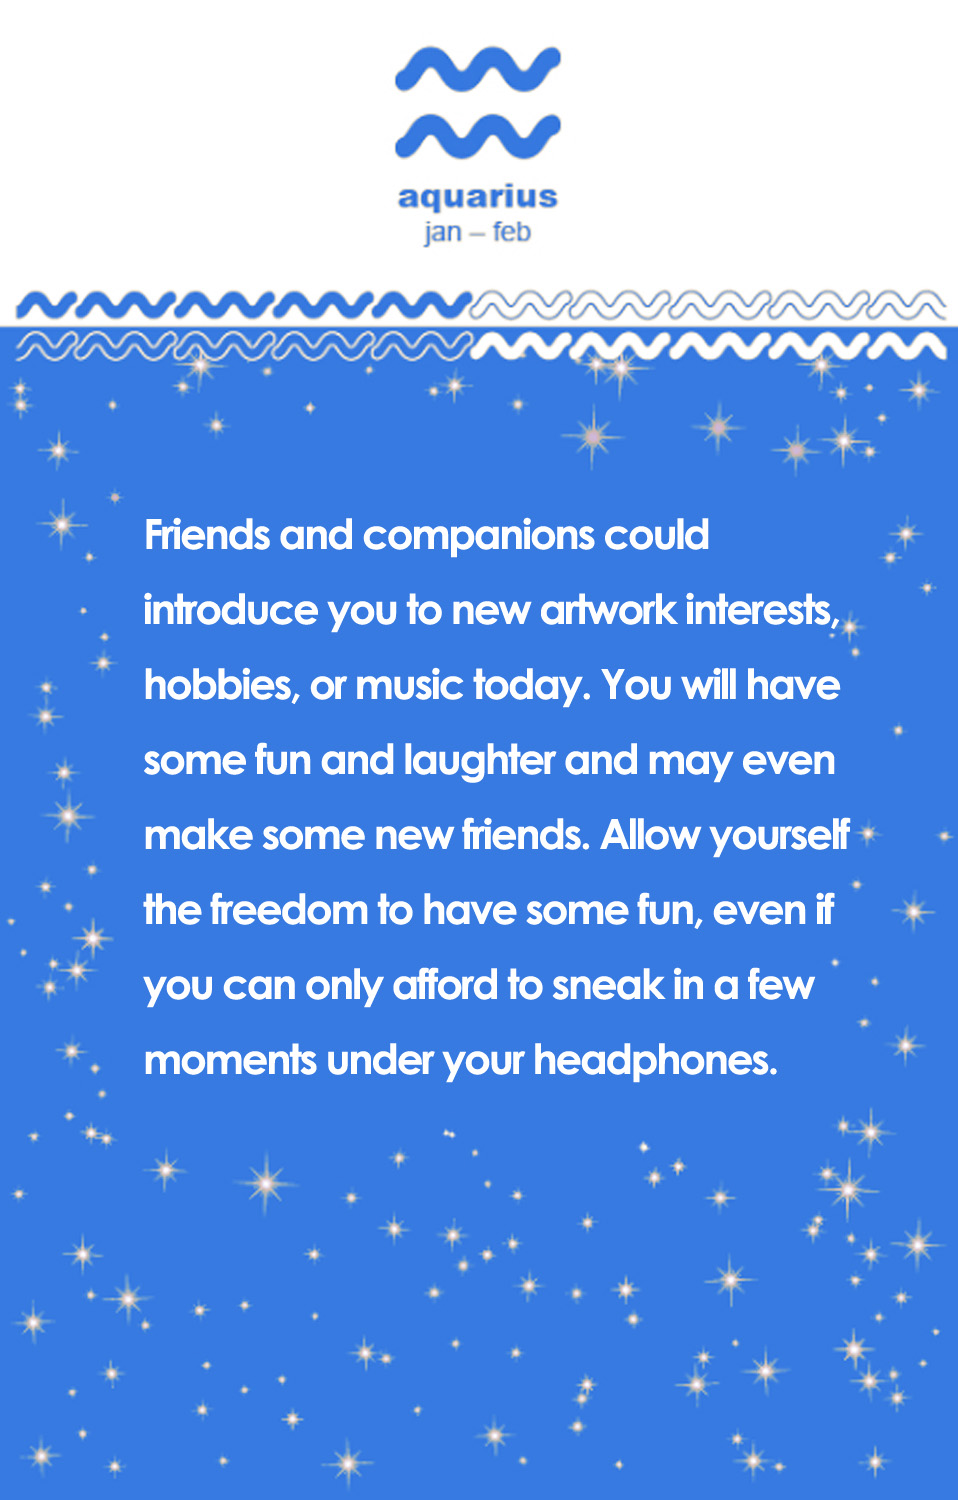 aquarius
jan – feb
Friends and companions could
introduce you to new artwork interests,
hobbies, or music today. You will have
some fun and laughter and may even
make some new friends. Allow yourself
the freedom to have some fun, even if
you can only afford to sneak in a few
moments under your headphones.